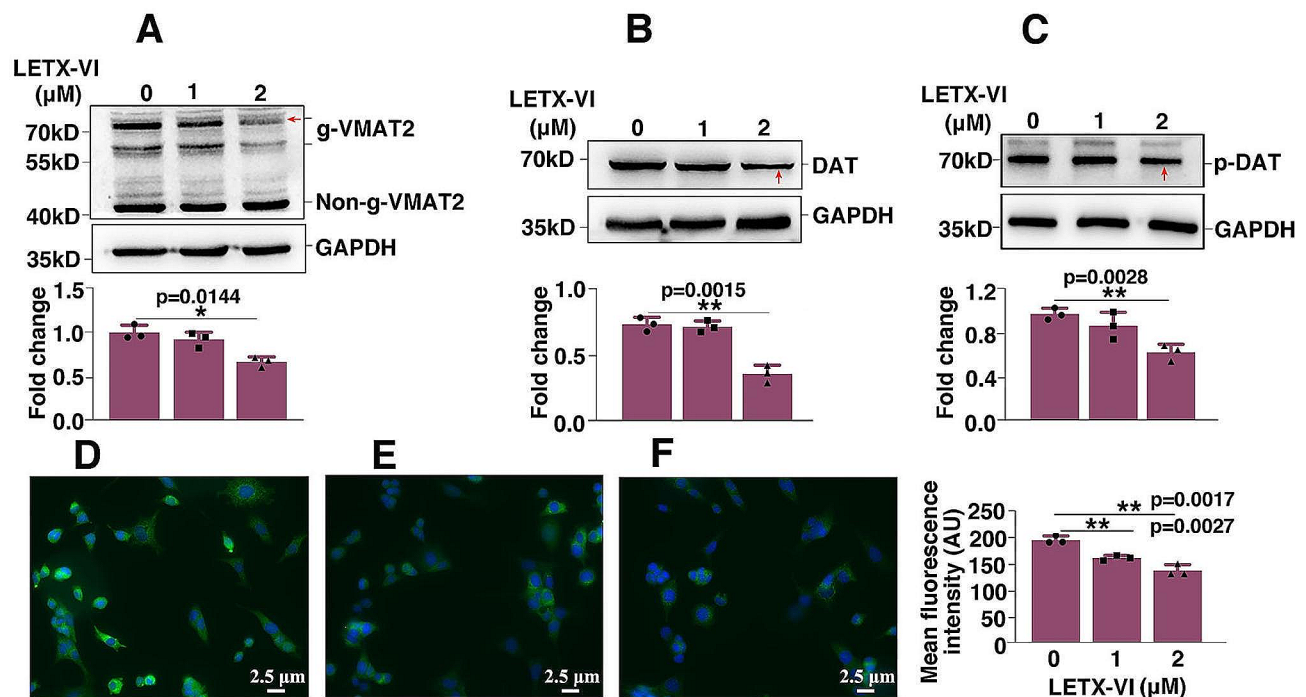 A
LETX-VI
(µM)
0 1 2
70kD
g-VMAT2
55kD
Non-g-VMAT2
40kD
GAPDH
35kD
Fold change
1.5
1.0
0.5
0.0
p=0.0144
*
B
LETX-VI
(µM)
0 1 2
70kD
DAT
GAPDH
35kD
Fold change
1.0
0.5
0.0
p=0.0015
**
C
LETX-VI
(µM)
0 1 2
70kD
p-DAT
35kD
GAPDH
Fold change
1.2
0.8
0.4
0.0
p=0.0028
**
D
2.5 µm
E
2.5 µm
F
2.5 µm
Mean fluorescence
intensity (AU)
250
200
150
100
50
0
** p=0.0017
** p=0.0027
0 1 2
LETX-VI (µM)